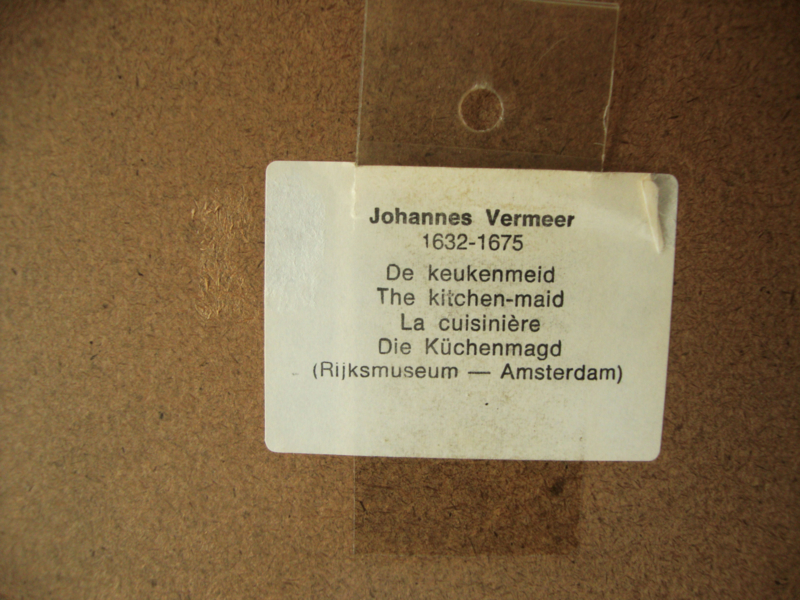 Johannes Vermeer
1632-1675
De keukenmeid
The kitchen-maid
La cuisinière
Die Küchenmagd
(Rijksmuseum — Amsterdam)